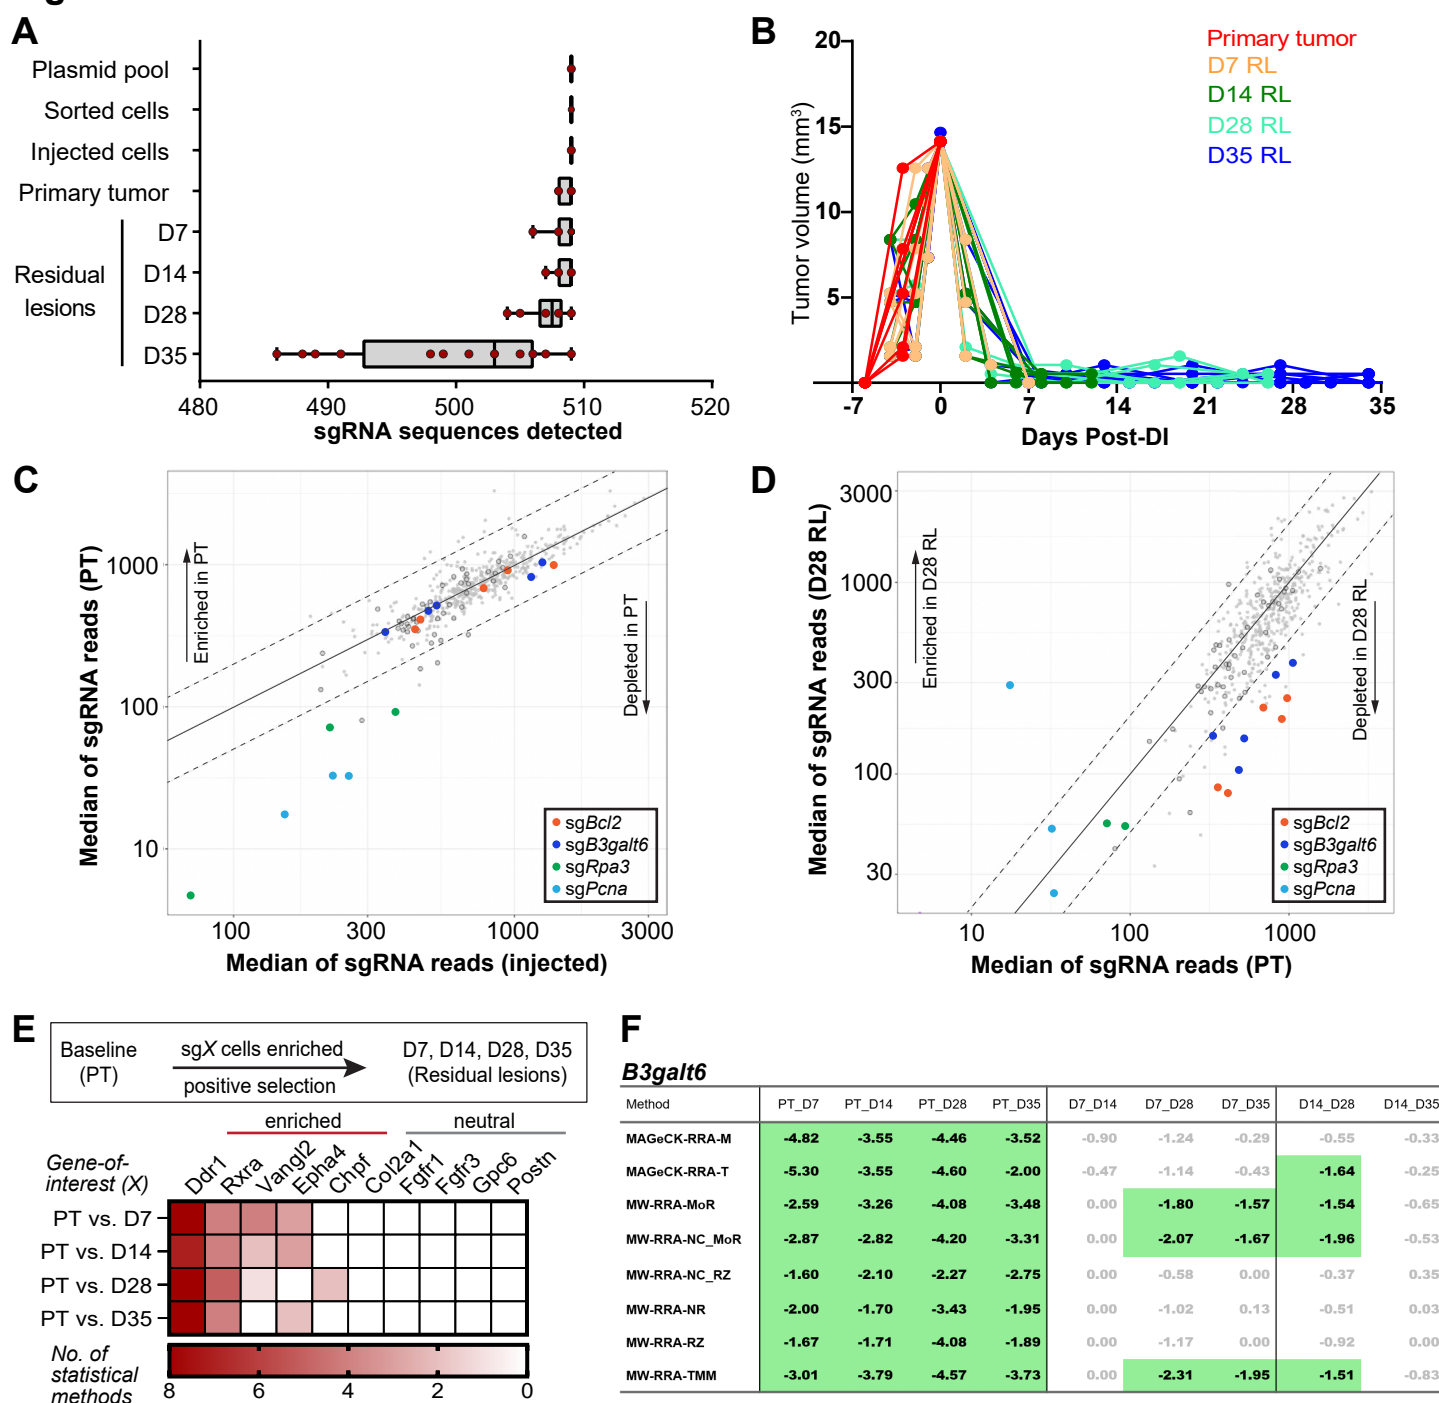 A
Plasmid pool
Sorted cells
Injected cells
Primary tumor
Residual
lesions
D7
D14
D28
D35
480 490 500 510 520
sgRNA sequences detected
B
Primary tumor
D7 RL
D14 RL
D28 RL
D35 RL
Tumor volume (mm³)
20
15
10
5
-7 0 7 14 21 28 35
Days Post-DI
C
Median of sgRNA reads (PT)
1000
100
10
Enriched in PT
Depleted in PT
sgBcl2
sgB3galt6
sgRpa3
sgPcna
100 300 1000 3000
Median of sgRNA reads (injected)
D
Median of sgRNA reads (D28 RL)
3000
1000
300
100
30
Enriched in D28 RL
Depleted in D28 RL
sgBcl2
sgB3galt6
sgRpa3
sgPcna
10 100 1000
Median of sgRNA reads (PT)
E
Baseline
(PT)
sgX cells enriched
positive selection
D7, D14, D28, D35
(Residual lesions)
enriched neutral
Gene-of-
interest (X)
Ddr1 Rxra Vangl2 Epha4 Chpf Col2a1 Fgfr1 Fgfr3 Gpc6 Postn
PT vs. D7
PT vs. D14
PT vs. D28
PT vs. D35
No. of
statistical
methods
8 6 4 2 0
F
B3galt6
Method PT_D7 PT_D14 PT_D28 PT_D35 D7_D14 D7_D28 D7_D35 D14_D28 D14_D35
MAGeCK-RRA-M -4.82 -3.55 -4.46 -3.52 -0.90 -1.24 -0.29 -0.55 -0.33
MAGeCK-RRA-T -5.30 -3.55 -4.60 -2.00 -0.47 -1.14 -0.43 -1.64 -0.25
MW-RRA-MoR -2.59 -3.26 -4.08 -3.48 0.00 -1.80 -1.57 -1.54 -0.65
MW-RRA-NC_MoR -2.87 -2.82 -4.20 -3.31 0.00 -2.07 -1.67 -1.96 -0.53
MW-RRA-NC_RZ -1.60 -2.10 -2.27 -2.75 0.00 -0.58 0.00 -0.37 0.35
MW-RRA-NR -2.00 -1.70 -3.43 -1.95 0.00 -1.02 0.13 -0.51 0.03
MW-RRA-RZ -1.67 -1.71 -4.08 -1.89 0.00 -1.17 0.00 -0.92 0.00
MW-RRA-TMM -3.01 -3.79 -4.57 -3.73 0.00 -2.31 -1.95 -1.51 -0.83